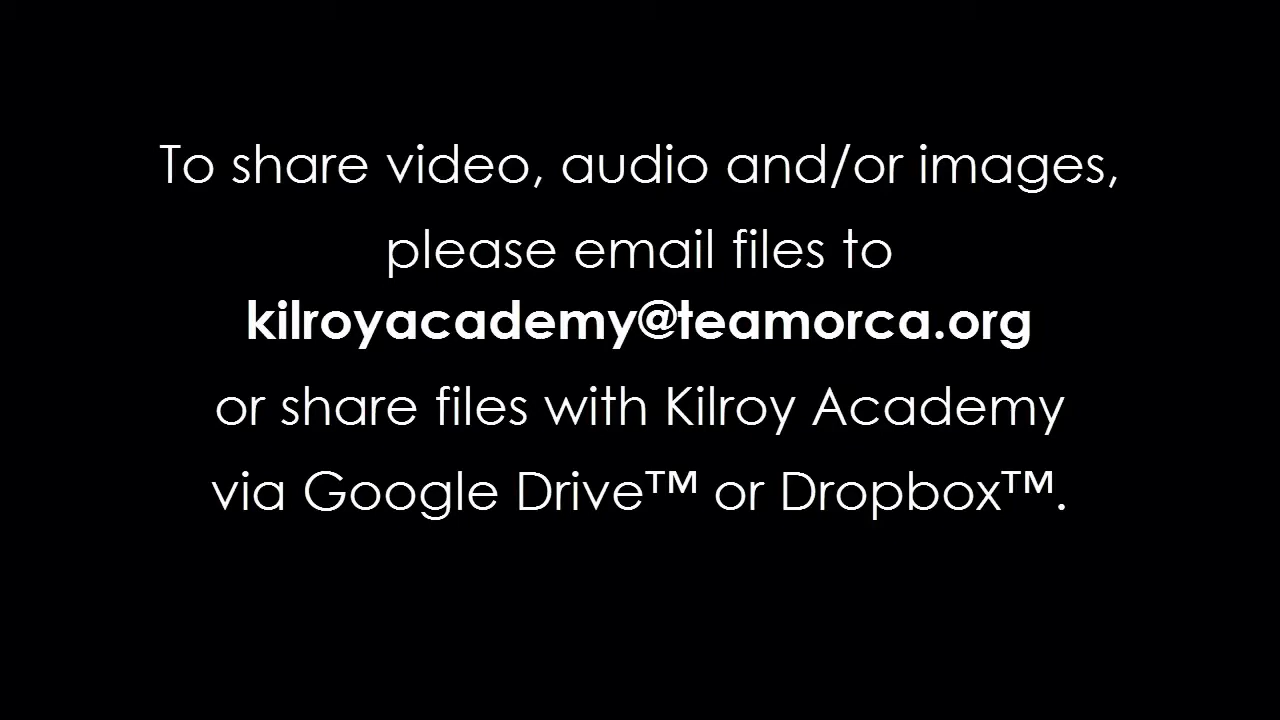 To share video, audio and/or images,
please email files to
kilroyacademy@teamorca.org
or share files with Kilroy Academy
via Google Drive™ or Dropbox™.